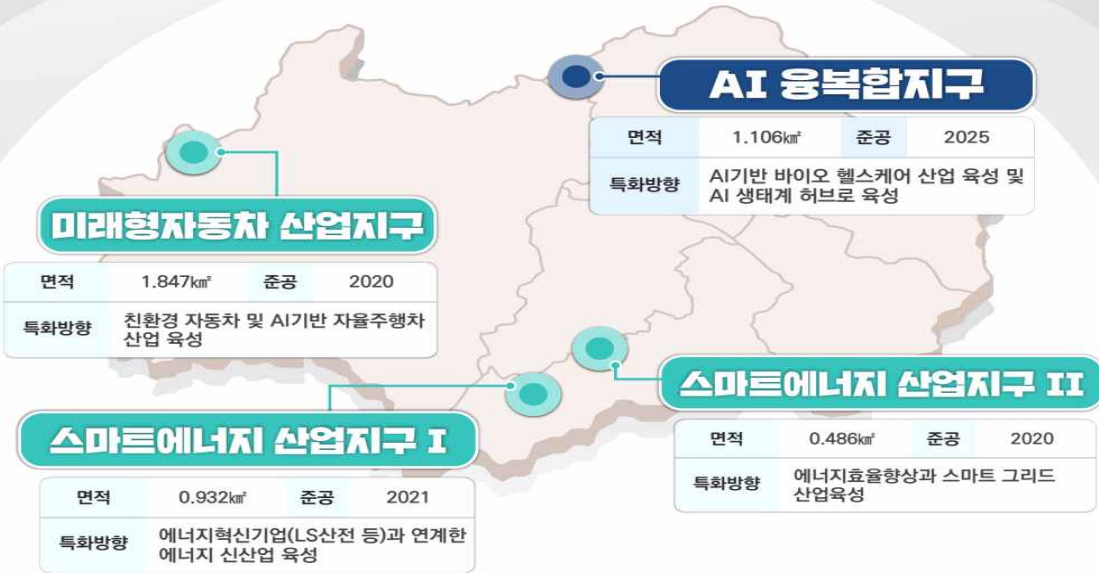 AI 융복합지구
면적 1.106㎢ 준공 2025
특화방향 AI기반 바이오 헬스케어 산업 육성 및
AI 생태계 허브로 육성
미래형자동차 산업지구
면적 1.847㎢ 준공 2020
특화방향 친환경 자동차 및 AI기반 자율주행차
산업 육성
스마트에너지 산업지구 II
면적 0.486㎢ 준공 2020
특화방향 에너지효율향상과 스마트 그리드
산업육성
스마트에너지 산업지구 I
면적 0.932㎢ 준공 2021
특화방향 에너지혁신기업(LS산전 등)과 연계한
에너지 신산업 육성